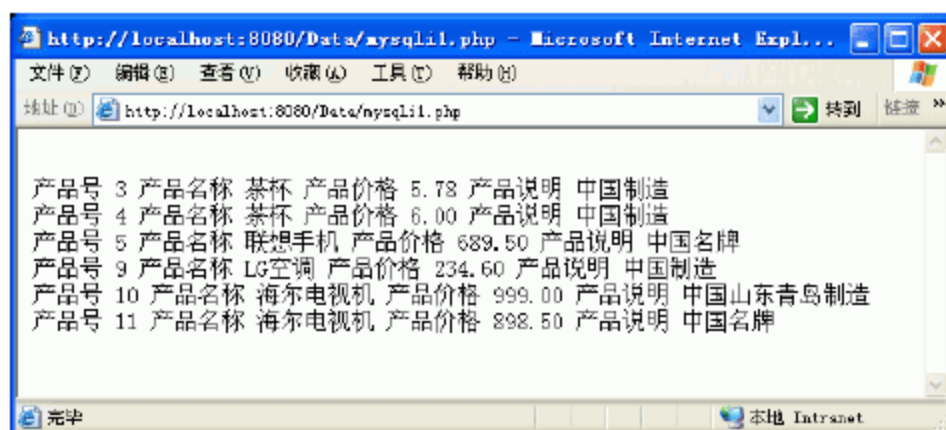 http://localhost:8080/Data/mysqli1.php - Microsoft Internet Expl...
文件(F) 编辑(E) 查看(V) 收藏(A) 工具(T) 帮助(H)
地址(D) http://localhost:8080/Data/mysqli1.php 转到 链接 »
产品号 3 产品名称 茶杯 产品价格 5.78 产品说明 中国制造
产品号 4 产品名称 茶杯 产品价格 6.00 产品说明 中国制造
产品号 5 产品名称 联想手机 产品价格 689.50 产品说明 中国名牌
产品号 9 产品名称 LG空调 产品价格 234.60 产品说明 中国制造
产品号 10 产品名称 海尔电视机 产品价格 999.00 产品说明 中国山东青岛制造
产品号 11 产品名称 海尔电视机 产品价格 898.50 产品说明 中国名牌
完毕 本地 Intranet